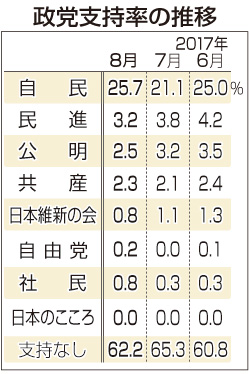 政党支持率の推移
2017年
8月 7月 6月
自民 25.7 21.1 25.0%
民進 3.2 3.8 4.2
公明 2.5 3.2 3.5
共産 2.3 2.1 2.4
日本維新の会 0.8 1.1 1.3
自由党 0.2 0.0 0.1
社民 0.8 0.3 0.3
日本のこころ 0.0 0.0 0.0
支持なし 62.2 65.3 60.8